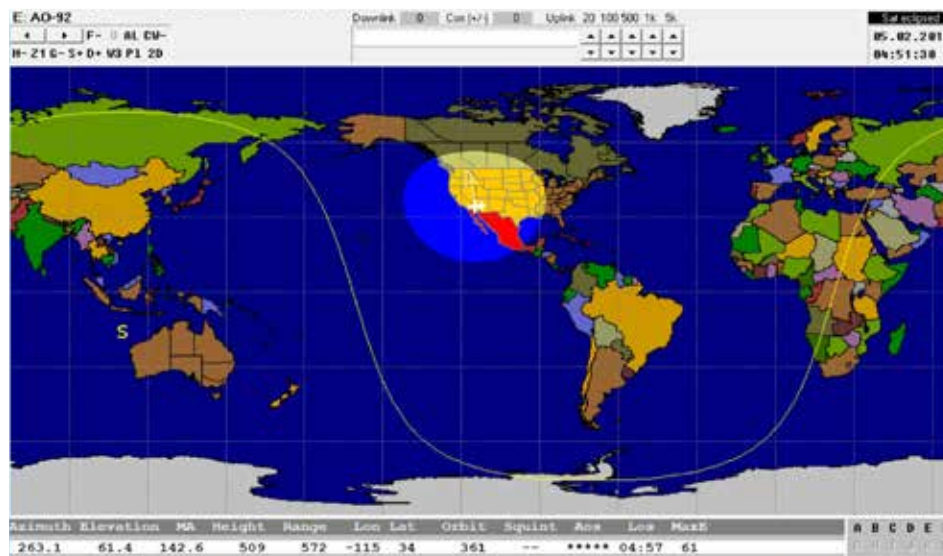 E: AO-92 Downlink 0 Cus (+/-) 0 Uplink 20 100 500 1k 5k Sat eclipsed
F- U AL CW- 05.02.201
H- Z1 G- S+ D+ W3 P1 2D 04:51:30
S
Azimuth Elevation MA Height Range Lon Lat Orbit Squint Aos Los MaxE A B C D E
263.1 61.4 142.6 509 572 -115 34 361 -- ***** 04:57 61